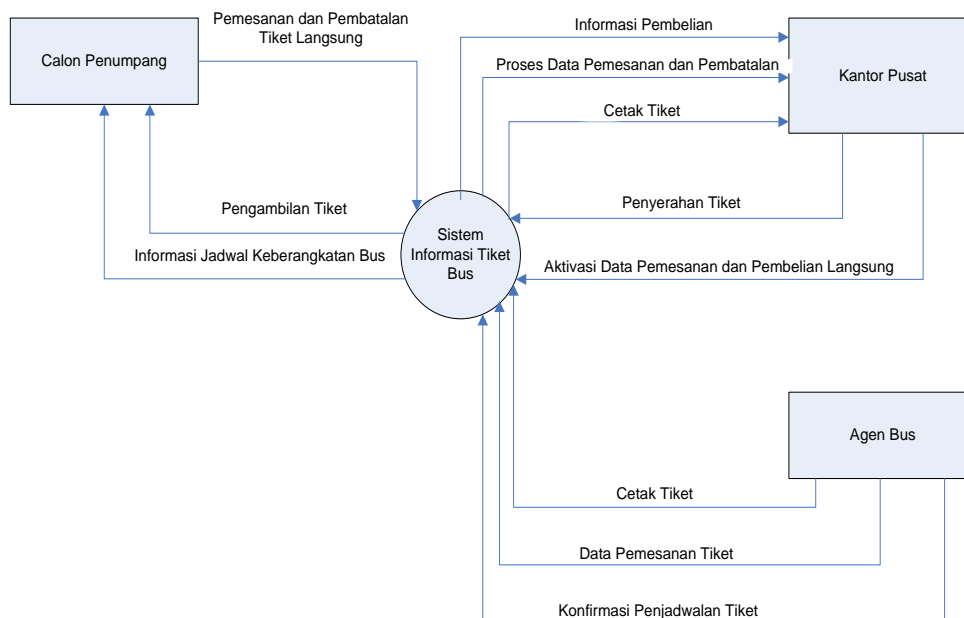 Pemesanan dan Pembatalan
Tiket Langsung
Calon Penumpang
Informasi Pembelian
Proses Data Pemesanan dan Pembatalan
Kantor Pusat
Cetak Tiket
Pengambilan Tiket
Penyerahan Tiket
Informasi Jadwal Keberangkatan Bus
Sistem
Informasi Tiket
Bus
Aktivasi Data Pemesanan dan Pembelian Langsung
Agen Bus
Cetak Tiket
Data Pemesanan Tiket
Konfirmasi Penjadwalan Tiket